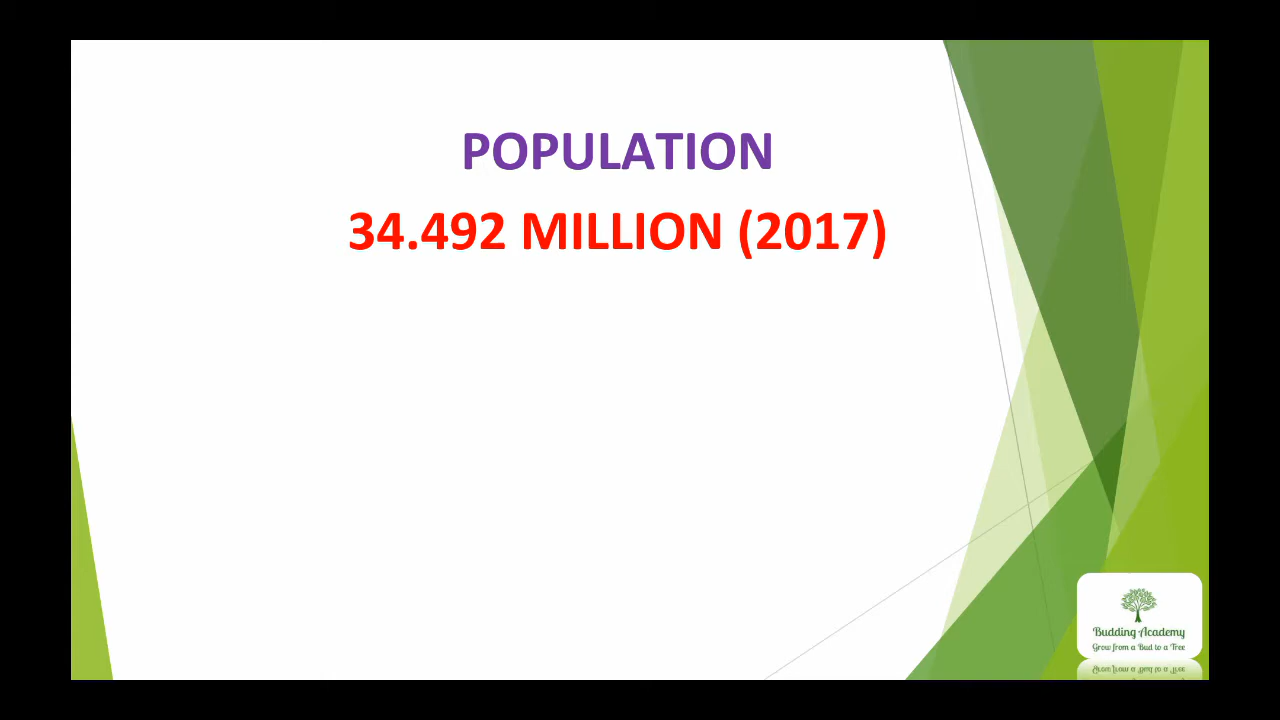 POPULATION
34.492 MILLION (2017)
Budding Academy
Grow from a Bud to a Tree